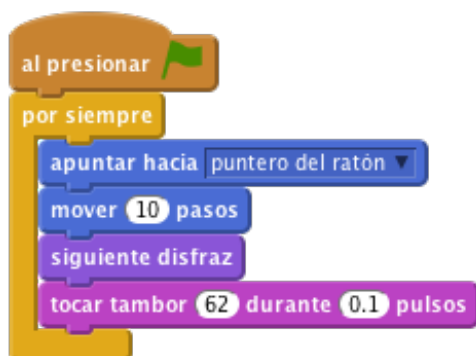 al presionar
por siempre
apuntar hacia puntero del ratón
mover 10 pasos
siguiente disfraz
tocar tambor 62 durante 0.1 pulsos